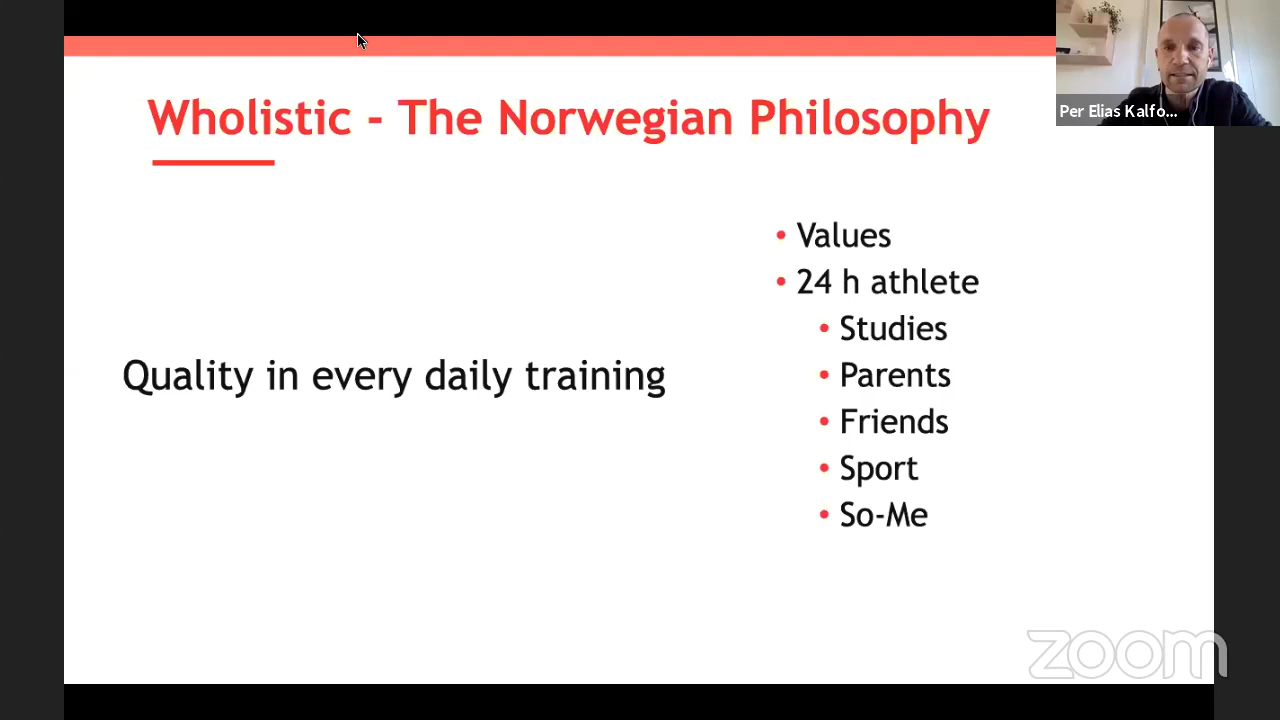 Wholistic - The Norwegian Philosophy
Per Elias Kalfo...
Quality in every daily training
• Values
• 24 h athlete
• Studies
• Parents
• Friends
• Sport
• So-Me
zoom